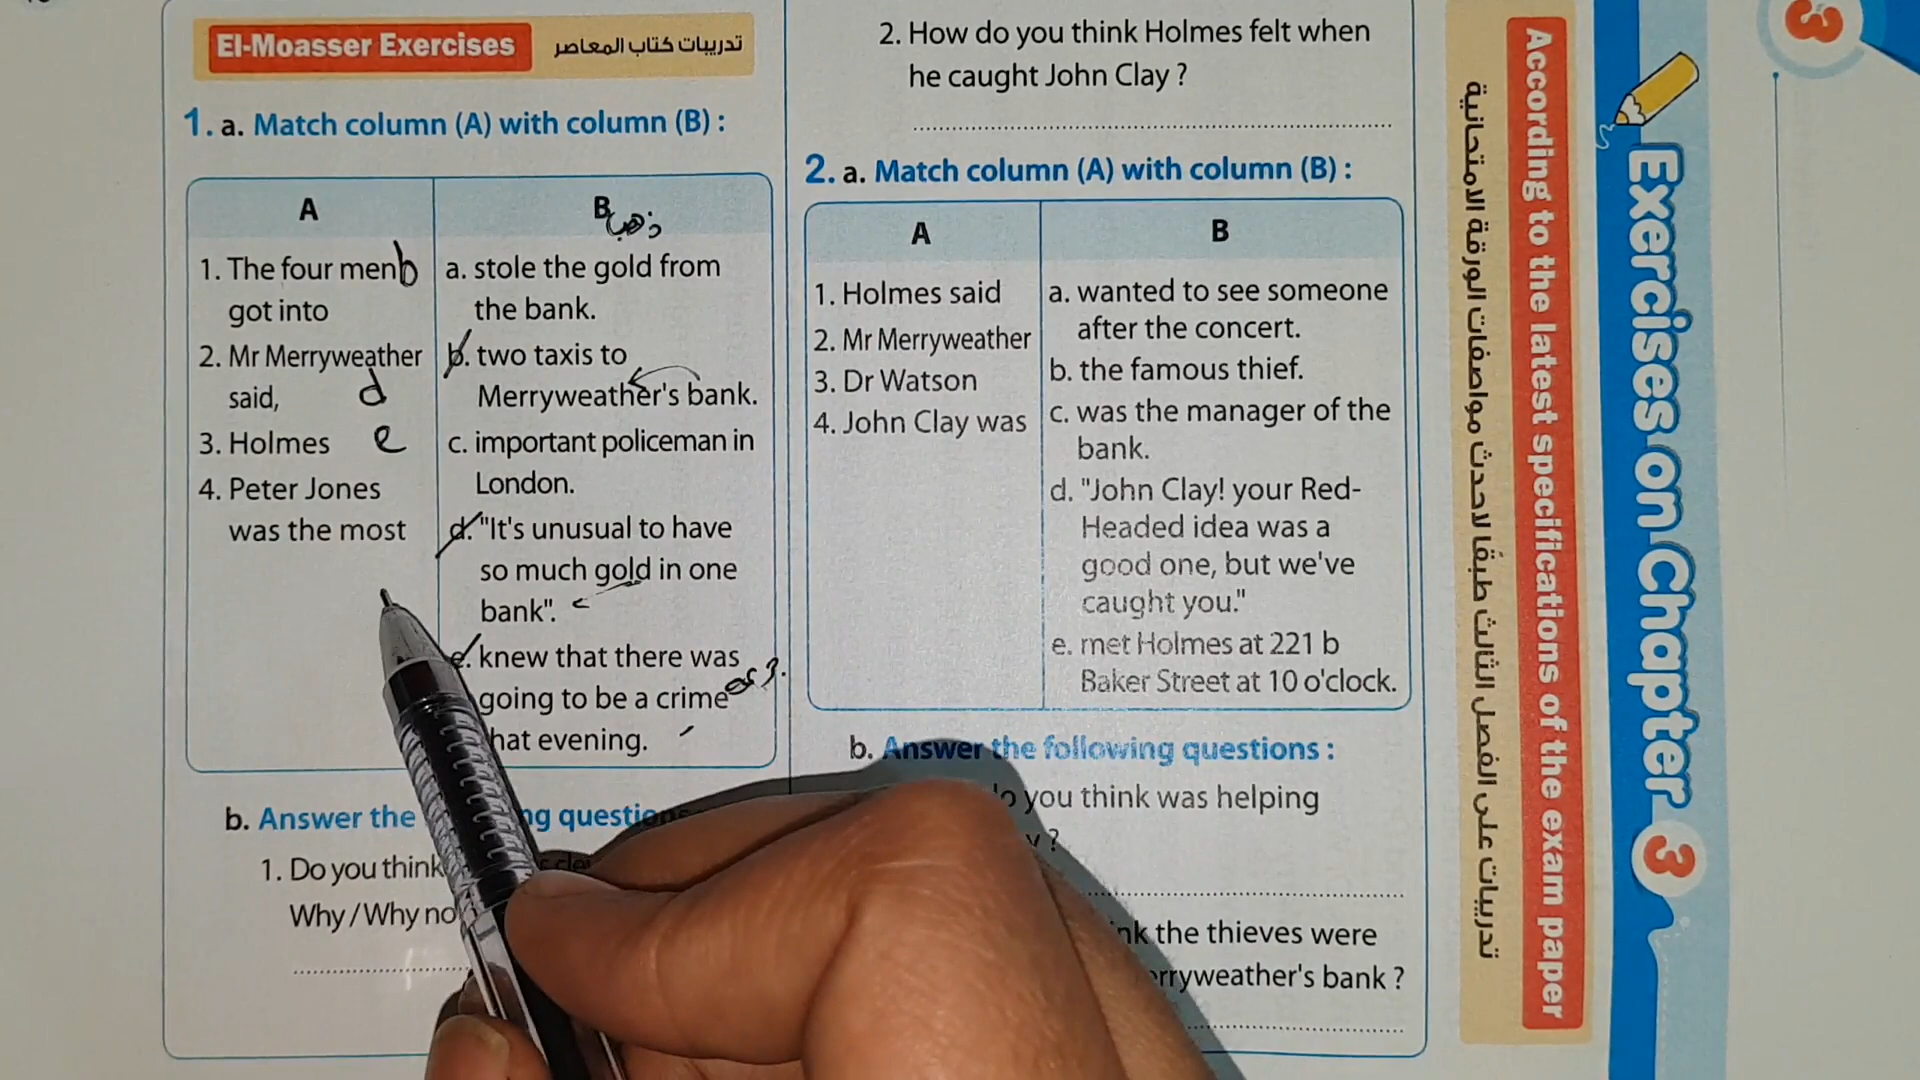 El-Moasser Exercises تدريبات كتاب المعاصر
1. a. Match column (A) with column (B) :
A
B
ذهبا
1. The four men b
got into
2. Mr Merryweather
said, d
3. Holmes e
4. Peter Jones
was the most
a. stole the gold from
the bank.
b. two taxis to
Merryweather's bank.
c. important policeman in
London.
d. "It's unusual to have
so much gold in one
bank".
e. knew that there was
going to be a crime
hat evening.
b. Answer the ng
1. Do you think
Why / Why no
2. How do you think Holmes felt when
he caught John Clay ?
2. a. Match column (A) with column (B) :
A
B
1. Holmes said
2. Mr Merryweather
3. Dr Watson
4. John Clay was
a. wanted to see someone
after the concert.
b. the famous thief.
c. was the manager of the
bank.
d. "John Clay! your Red-
Headed idea was a
good one, but we've
caught you."
e. met Holmes at 221 b
Baker Street at 10 o'clock.
b. Answer the following questions :
you think was helping
?
nk the thieves were
erryweather's bank ?
تدريبات على الفصل الثالث طبقًا لأحدث مواصفات الورقة الامتحانية
According to the latest specifications of the exam paper
Exercises on Chapter 3
3